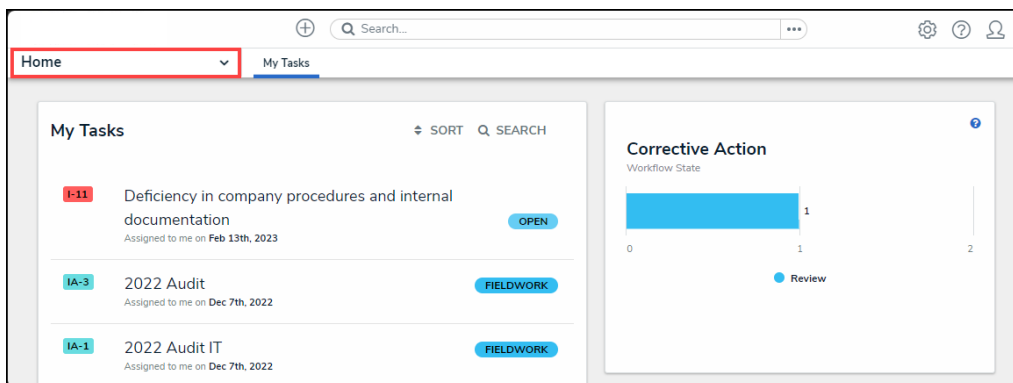 Search...
Home
My Tasks
My Tasks
SORT
SEARCH
I-11
Deficiency in company procedures and internal
documentation
OPEN
Assigned to me on Feb 13th, 2023
IA-3
2022 Audit
FIELDWORK
Assigned to me on Dec 7th, 2022
IA-1
2022 Audit IT
FIELDWORK
Assigned to me on Dec 7th, 2022
Corrective Action
Workflow State
1
0
1
2
Review